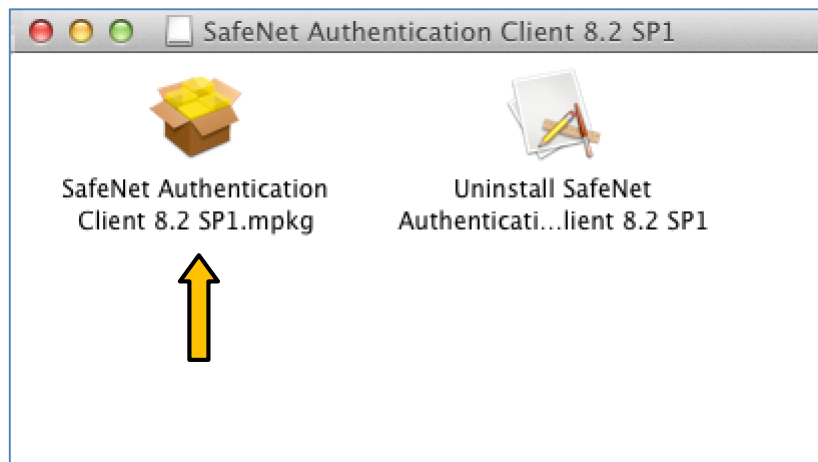 SafeNet Authentication Client 8.2 SP1
SafeNet Authentication
Client 8.2 SP1.mpkg
Uninstall SafeNet
Authenticati...lient 8.2 SP1